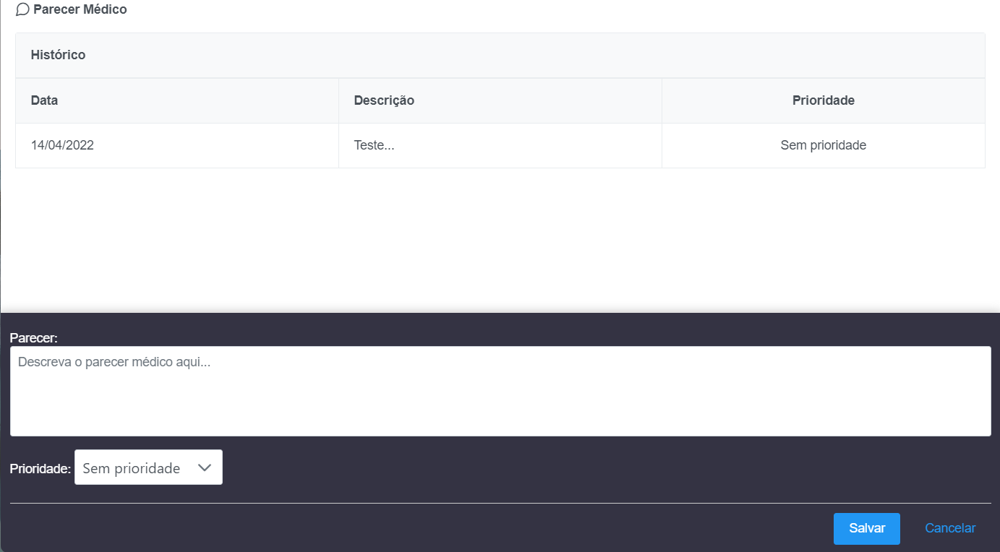 Parecer Médico
Histórico
Data Descrição Prioridade
14/04/2022 Teste... Sem prioridade
Parecer:
Descreva o parecer médico aqui...
Prioridade: Sem prioridade
Salvar Cancelar